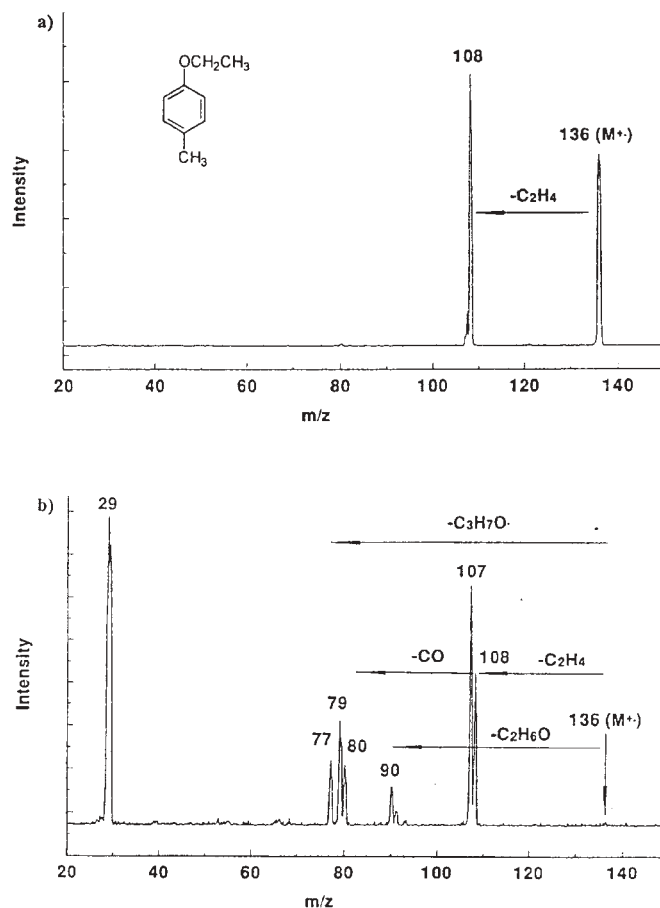 a)
OCH2CH3
CH3
108
136 (M+·)
-C2H4
Intensity
20 40 60 80 100 120 140
m/z
b)
29
-C3H7O·
107
-CO
108
-C2H4
79
136 (M+·)
77
80
-C2H6O
90
Intensity
20 40 60 80 100 120 140
m/z